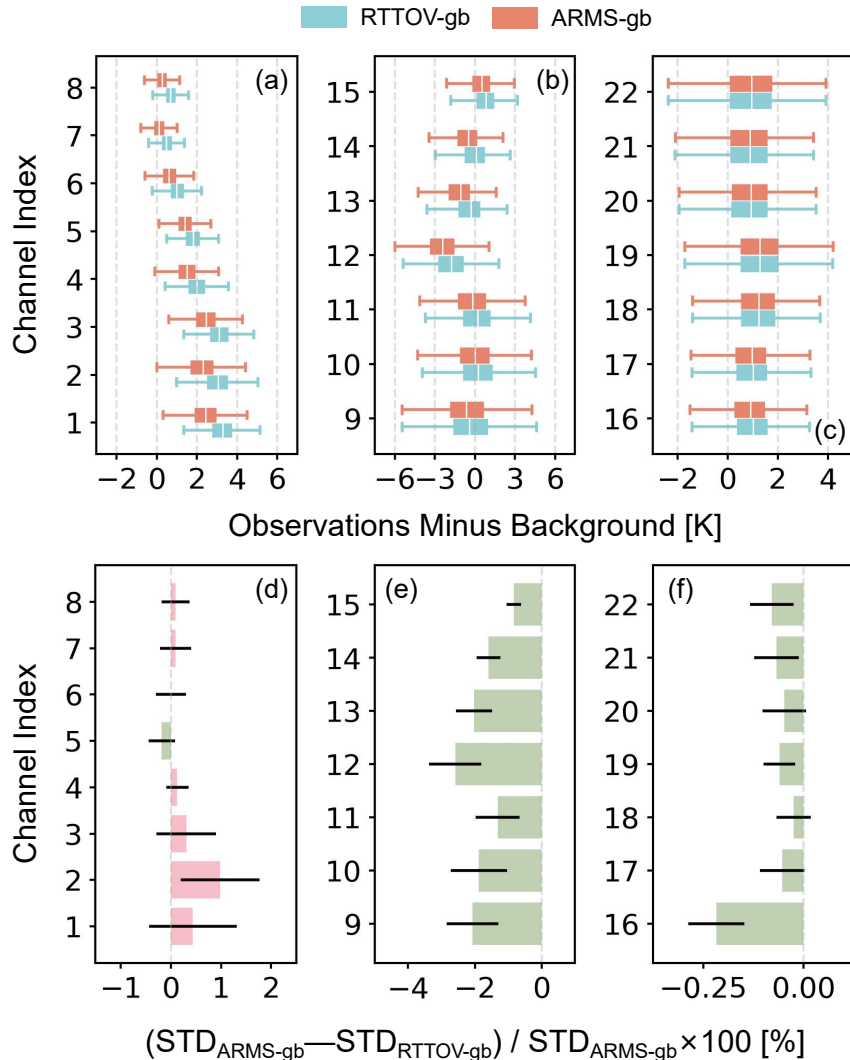 RTTOV-gb ARMS-gb
(a) (b) (c)
Channel Index
8 7 6 5 4 3 2 1
15 14 13 12 11 10 9
22 21 20 19 18 17 16
−2 0 2 4 6
−6 −3 0 3 6
−2 0 2 4
Observations Minus Background [K]
(d) (e) (f)
Channel Index
8 7 6 5 4 3 2 1
15 14 13 12 11 10 9
22 21 20 19 18 17 16
−1 0 1 2
−4 −2 0
−0.25 0.00
(STD_ARMS-gb—STD_RTTOV-gb) / STD_ARMS-gb×100 [%]